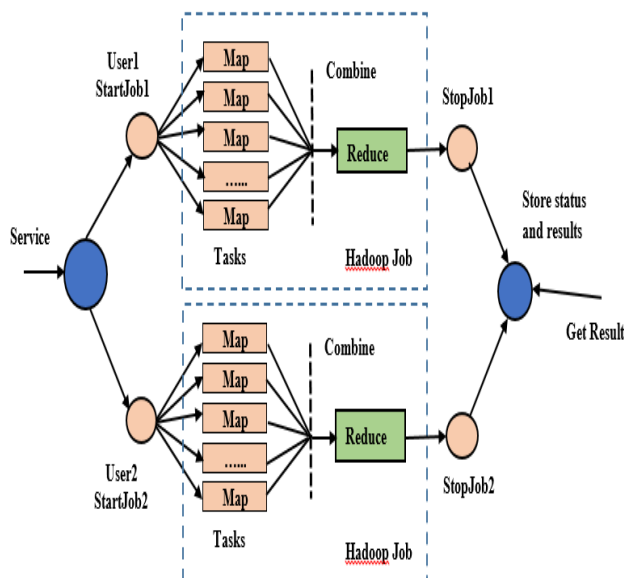 User1
StartJob1
Map
Map
Map
......
Map
Tasks
Combine
Reduce
Hadoop Job
StopJob1
Service
Store status
and results
Get Result
User2
StartJob2
Map
Map
Map
......
Map
Tasks
Combine
Reduce
Hadoop Job
StopJob2